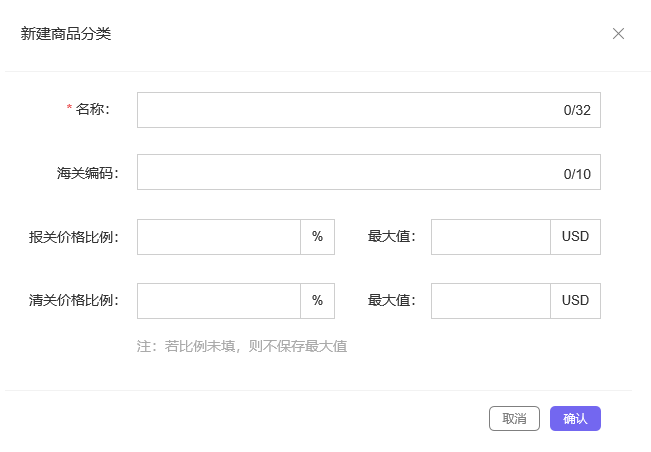 新建商品分类
* 名称： 0/32
海关编码： 0/10
报关价格比例： % 最大值： USD
清关价格比例： % 最大值： USD
注：若比例未填，则不保存最大值
取消 确认